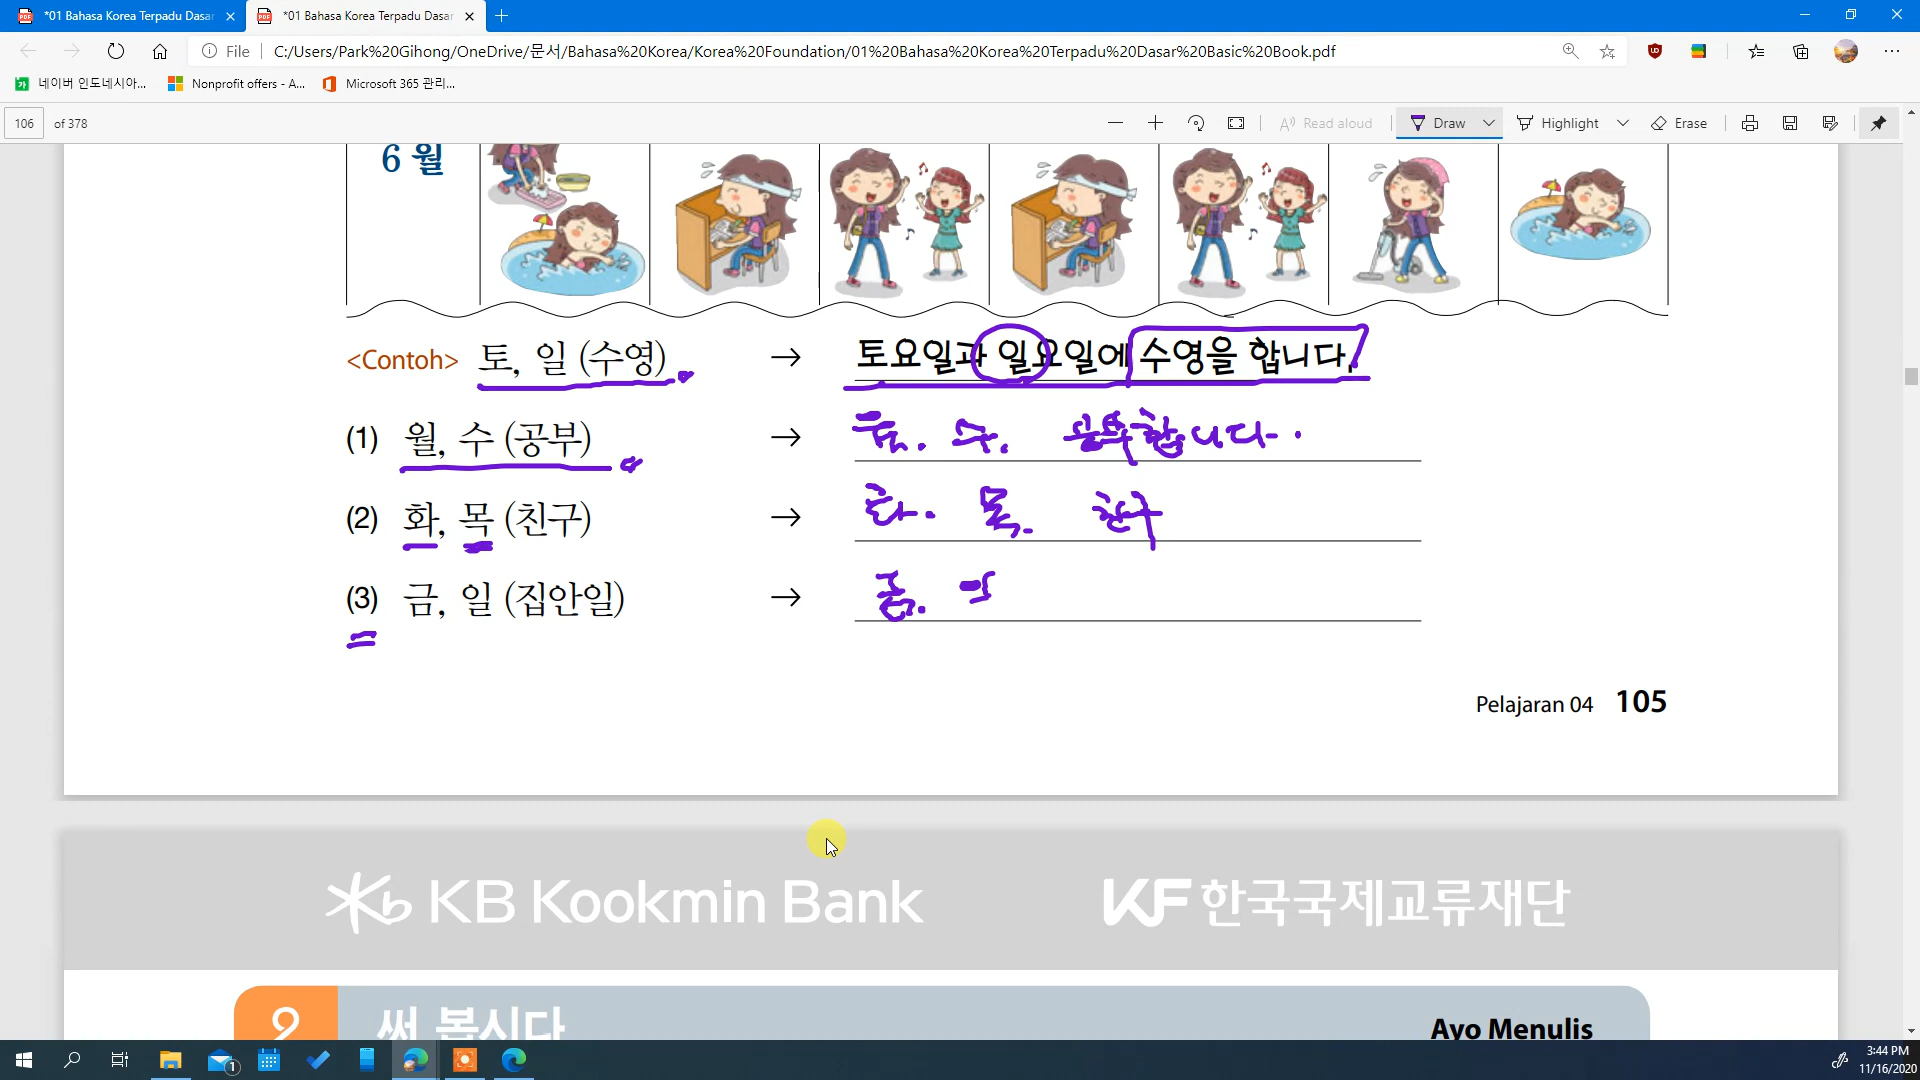 *01 Bahasa Korea Terpadu Dasar
*01 Bahasa Korea Terpadu Dasar
File C:/Users/Park%20Gihong/OneDrive/문서/Bahasa%20Korea/Korea%20Foundation/01%20Bahasa%20Korea%20Terpadu%20Dasar%20Basic%20Book.pdf
네이버 인도네시아... Nonprofit offers - A... Microsoft 365 관리...
106 of 378 Read aloud Draw Highlight Erase
6월
<Contoh> 토, 일 (수영) → 토요일과 일요일에 수영을 합니다.
(1) 월, 수 (공부) → 수. 공부합니다.
(2) 화, 목 (친구) → 화. 목. 친구
(3) 금, 일 (집안일) → 금.
Pelajaran 04 105
KB Kookmin Bank KF 한국국제교류재단
2 써 봅시다 Ayo Menulis
1
3:44 PM
11/16/2020